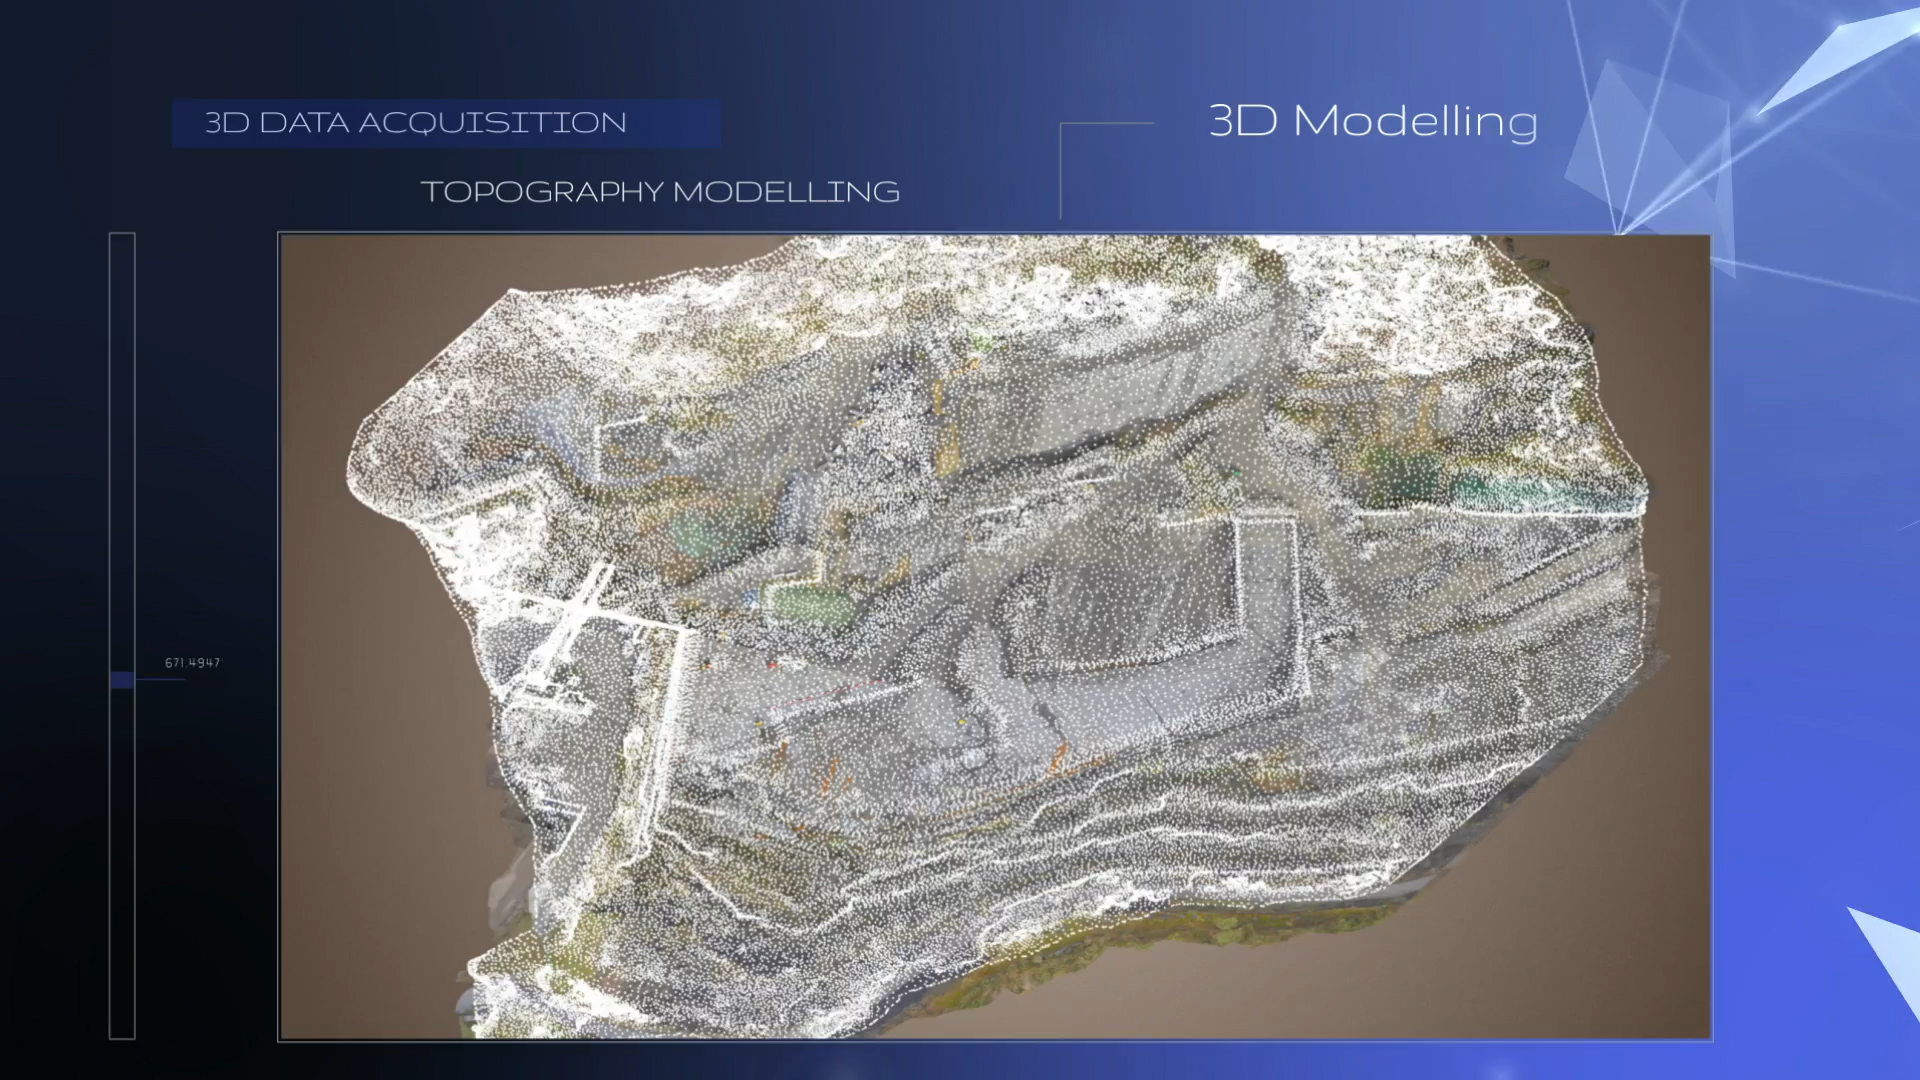 3D DATA ACQUISITION
3D Modelling
TOPOGRAPHY MODELLING
671.4947